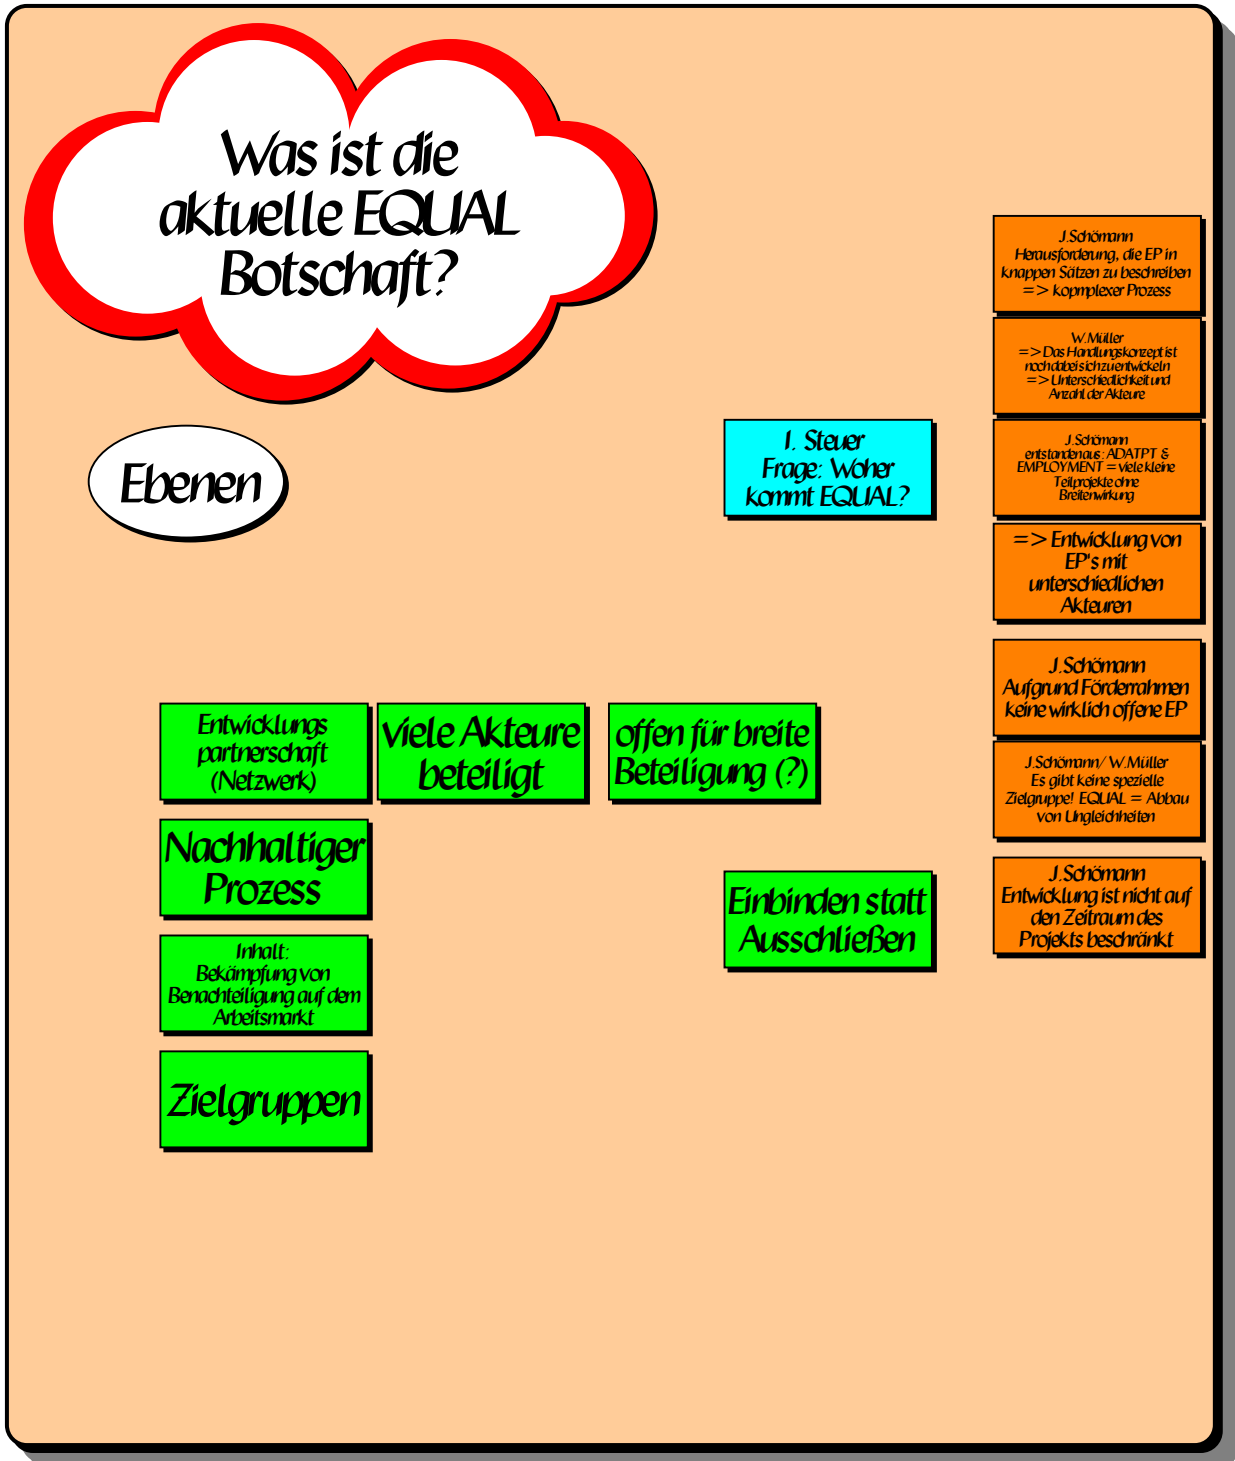 Was ist die
aktuelle EQUAL
Botschaft?
Ebenen
1. Steuer
Frage: Woher
kommt EQUAL?
J.Schömann
Herausforderung, die EP in
knappen Sätzen zu beschreiben
=> kopmplexer Prozess
W.Müller
=> Das Handlungskonzept ist
noch dabei sich zu entwickeln
=> Unterschiedlichkeit und
Anzahl der Akteure
J.Schömann
entstanden aus: ADATPT &
EMPLOYMENT = viele kleine
Teilprojekte ohne
Breitenwirkung
=> Entwicklung von
EP's mit
unterschiedlichen
Akteuren
J.Schömann
Aufgrund Förderrahmen
keine wirklich offene EP
J.Schömann/ W.Müller
Es gibt keine spezielle
Zielgruppe! EQUAL = Abbau
von Ungleichheiten
J.Schömann
Entwicklung ist nicht auf
den Zeitraum des
Projekts beschränkt
Entwicklungs
partnerschaft
(Netzwerk)
viele Akteure
beteiligt
offen für breite
Beteiligung (?)
Nachhaltiger
Prozess
Einbinden statt
Ausschließen
Inhalt:
Bekämpfung von
Benachteiligung auf dem
Arbeitsmarkt
Zielgruppen